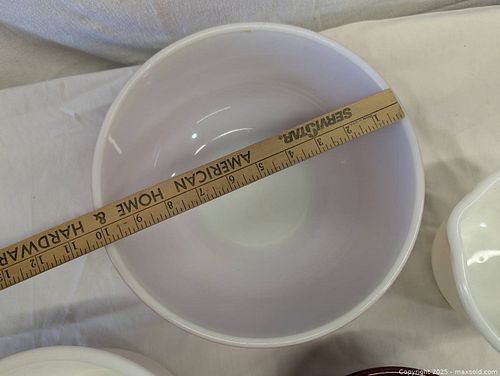 SERVISTAR.
AMERICAN HOME & HARDWAR
1 2 3 4 5 6 7 8 9 10 11 12 13
Copyright 2025 - maxsold.com